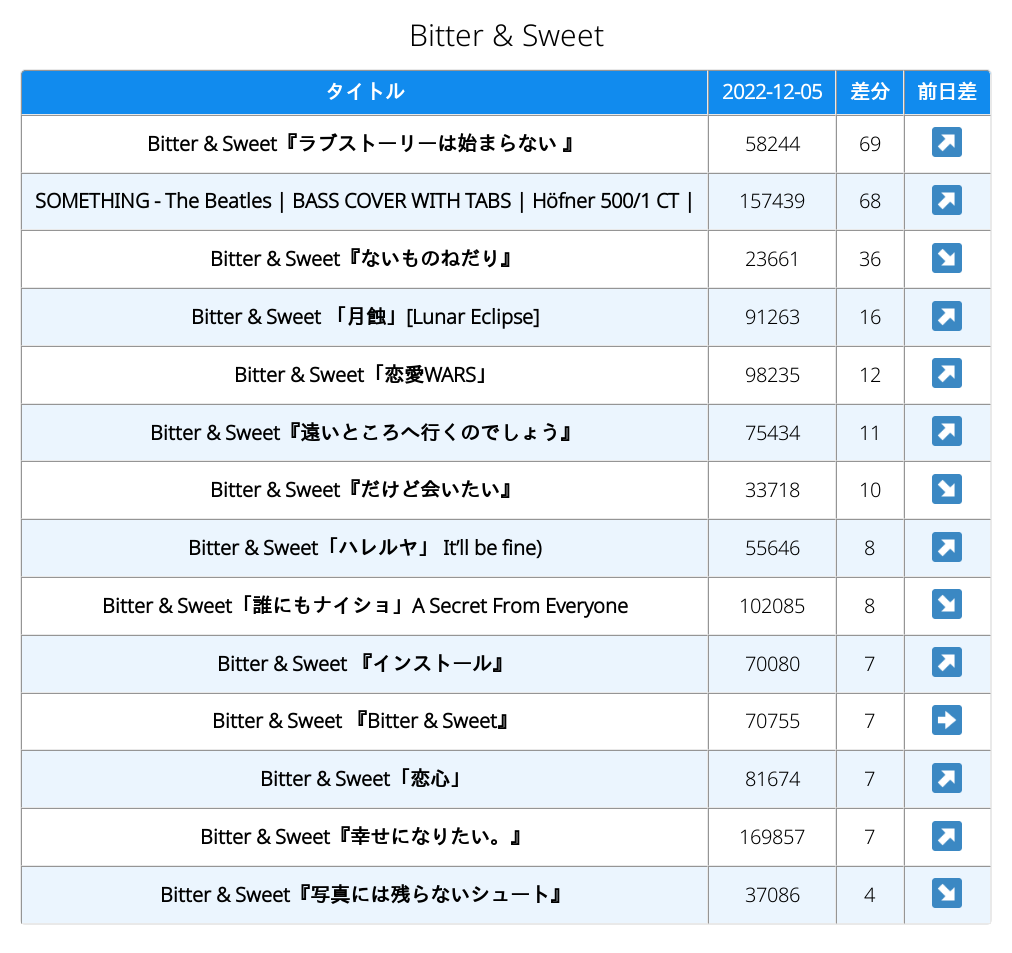 Bitter & Sweet
タイトル 2022-12-05 差分 前日差
Bitter & Sweet『ラブストーリーは始まらない 』 58244 69
SOMETHING - The Beatles | BASS COVER WITH TABS | Höfner 500/1 CT | 157439 68
Bitter & Sweet『ないものねだり』 23661 36
Bitter & Sweet 「月蝕」[Lunar Eclipse] 91263 16
Bitter & Sweet「恋愛WARS」 98235 12
Bitter & Sweet『遠いところへ行くのでしょう』 75434 11
Bitter & Sweet『だけど会いたい』 33718 10
Bitter & Sweet「ハレルヤ」 It’ll be fine) 55646 8
Bitter & Sweet「誰にもナイショ」A Secret From Everyone 102085 8
Bitter & Sweet 『インストール』 70080 7
Bitter & Sweet 『Bitter & Sweet』 70755 7
Bitter & Sweet「恋心」 81674 7
Bitter & Sweet『幸せになりたい。』 169857 7
Bitter & Sweet『写真には残らないシュート』 37086 4